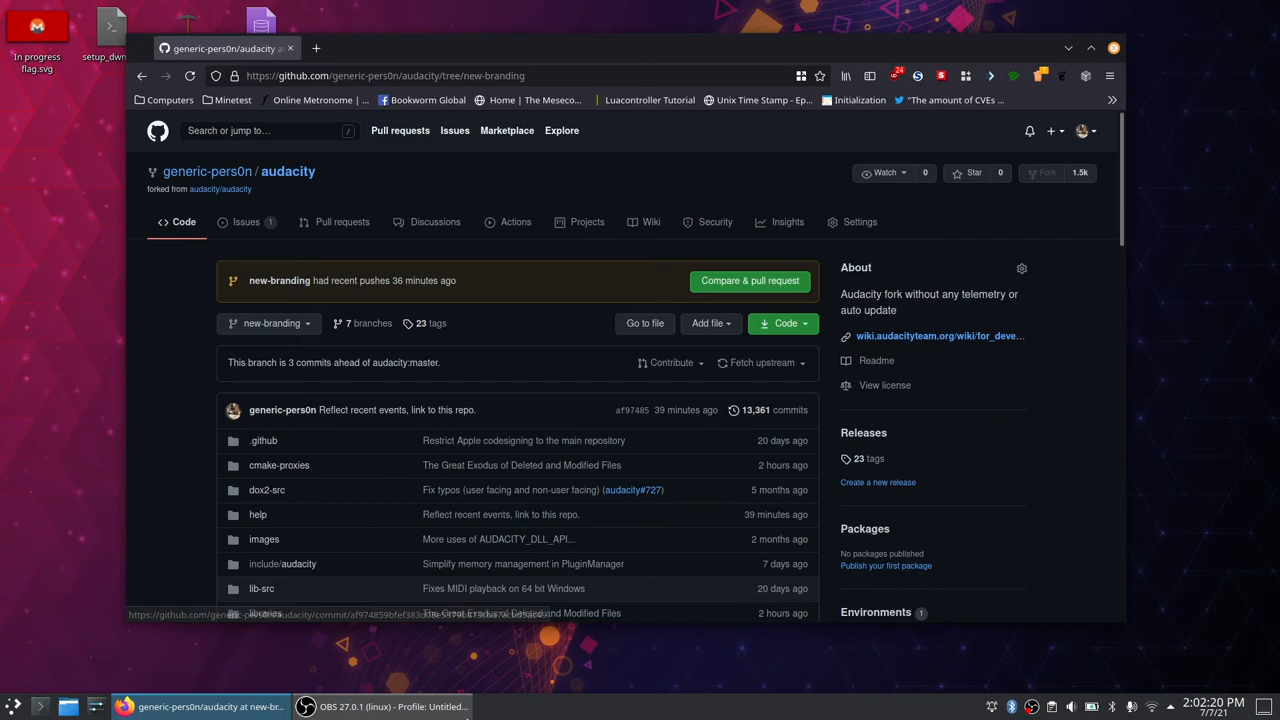 In progress
flag.svg
setup_dwn
generic-pers0n/audacity a
https://github.com/generic-pers0n/audacity/tree/new-branding
24
1
Computers
Minetest
Online Metronome | ...
Bookworm Global
Home | The Meseco...
Luacontroller Tutorial
Unix Time Stamp - Ep...
Initialization
"The amount of CVEs ...
Search or jump to…
/
Pull requests
Issues
Marketplace
Explore
generic-pers0n / audacity
forked from audacity/audacity
Watch
0
Star
0
Fork
1.5k
Code
Issues 1
Pull requests
Discussions
Actions
Projects
Wiki
Security
Insights
Settings
new-branding had recent pushes 36 minutes ago
Compare & pull request
new-branding
7 branches
23 tags
Go to file
Add file
Code
This branch is 3 commits ahead of audacity:master.
Contribute
Fetch upstream
generic-pers0n Reflect recent events, link to this repo.
af97485 39 minutes ago
13,361 commits
.github
Restrict Apple codesigning to the main repository
20 days ago
cmake-proxies
The Great Exodus of Deleted and Modified Files
2 hours ago
dox2-src
Fix typos (user facing and non-user facing) (audacity#727)
5 months ago
help
Reflect recent events, link to this repo.
39 minutes ago
images
More uses of AUDACITY_DLL_API...
2 months ago
include/audacity
Simplify memory management in PluginManager
7 days ago
lib-src
Fixes MIDI playback on 64 bit Windows
20 days ago
libraries
The Great Exodus of Deleted and Modified Files
2 hours ago
About
Audacity fork without any telemetry or
auto update
wiki.audacityteam.org/wiki/for_deve…
Readme
View license
Releases
23 tags
Create a new release
Packages
No packages published
Publish your first package
Environments 1
generic-pers0n/audacity at new-br...
OBS 27.0.1 (linux) - Profile: Untitled...
2:02:20 PM
7/7/21